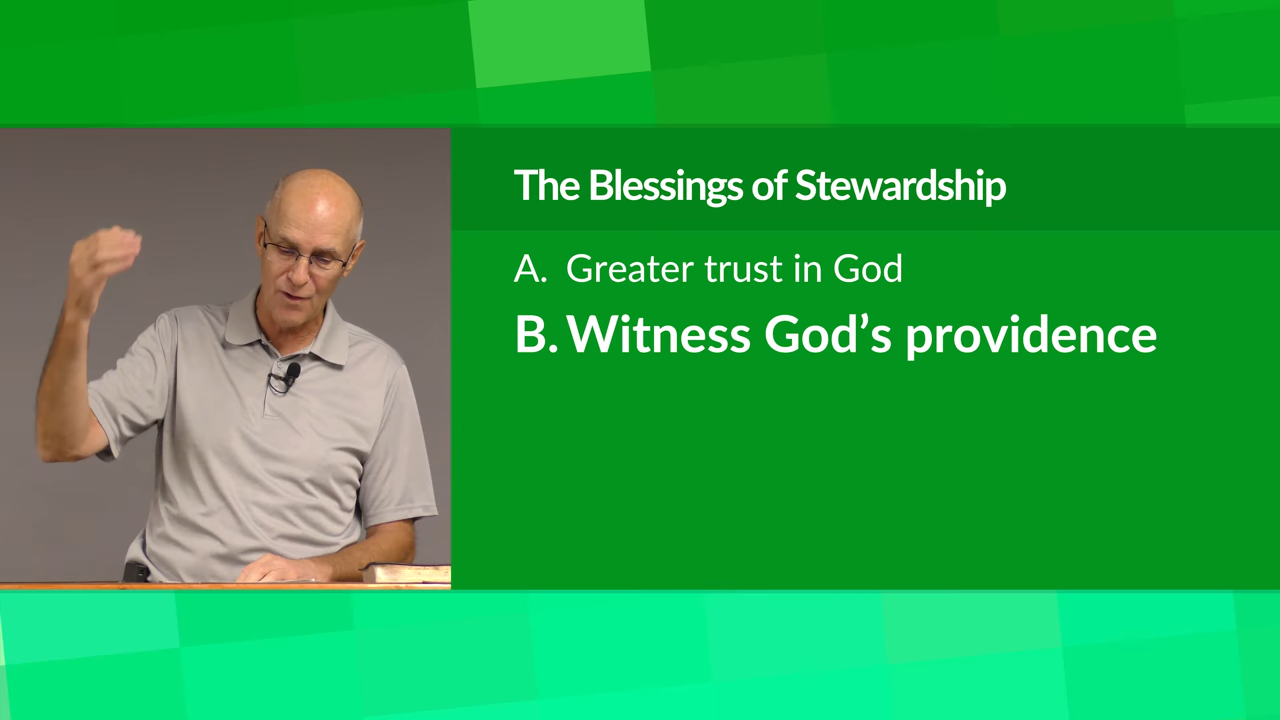 The Blessings of Stewardship
A. Greater trust in God
B. Witness God’s providence